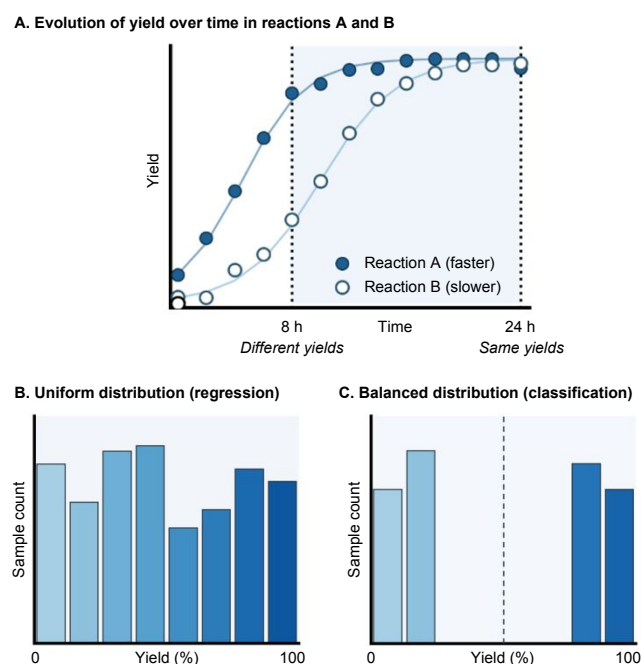 A. Evolution of yield over time in reactions A and B
Yield
Reaction A (faster)
Reaction B (slower)
8 h Time 24 h
Different yields Same yields
B. Uniform distribution (regression)
Sample count
0 Yield (%) 100
C. Balanced distribution (classification)
Sample count
0 Yield (%) 100